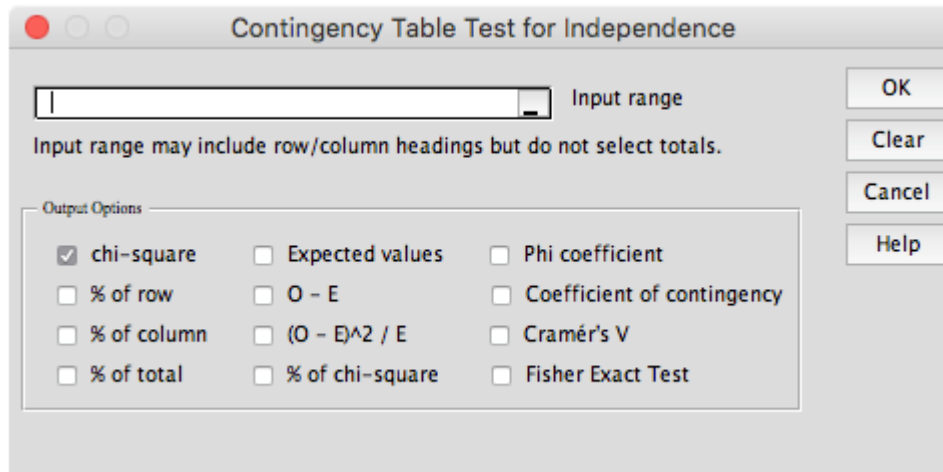 Contingency Table Test for Independence
Input range
OK
Input range may include row/column headings but do not select totals.
Clear
Cancel
Help
Output Options
chi-square
Expected values
Phi coefficient
% of row
O - E
Coefficient of contingency
% of column
(O - E)^2 / E
Cramér's V
% of total
% of chi-square
Fisher Exact Test